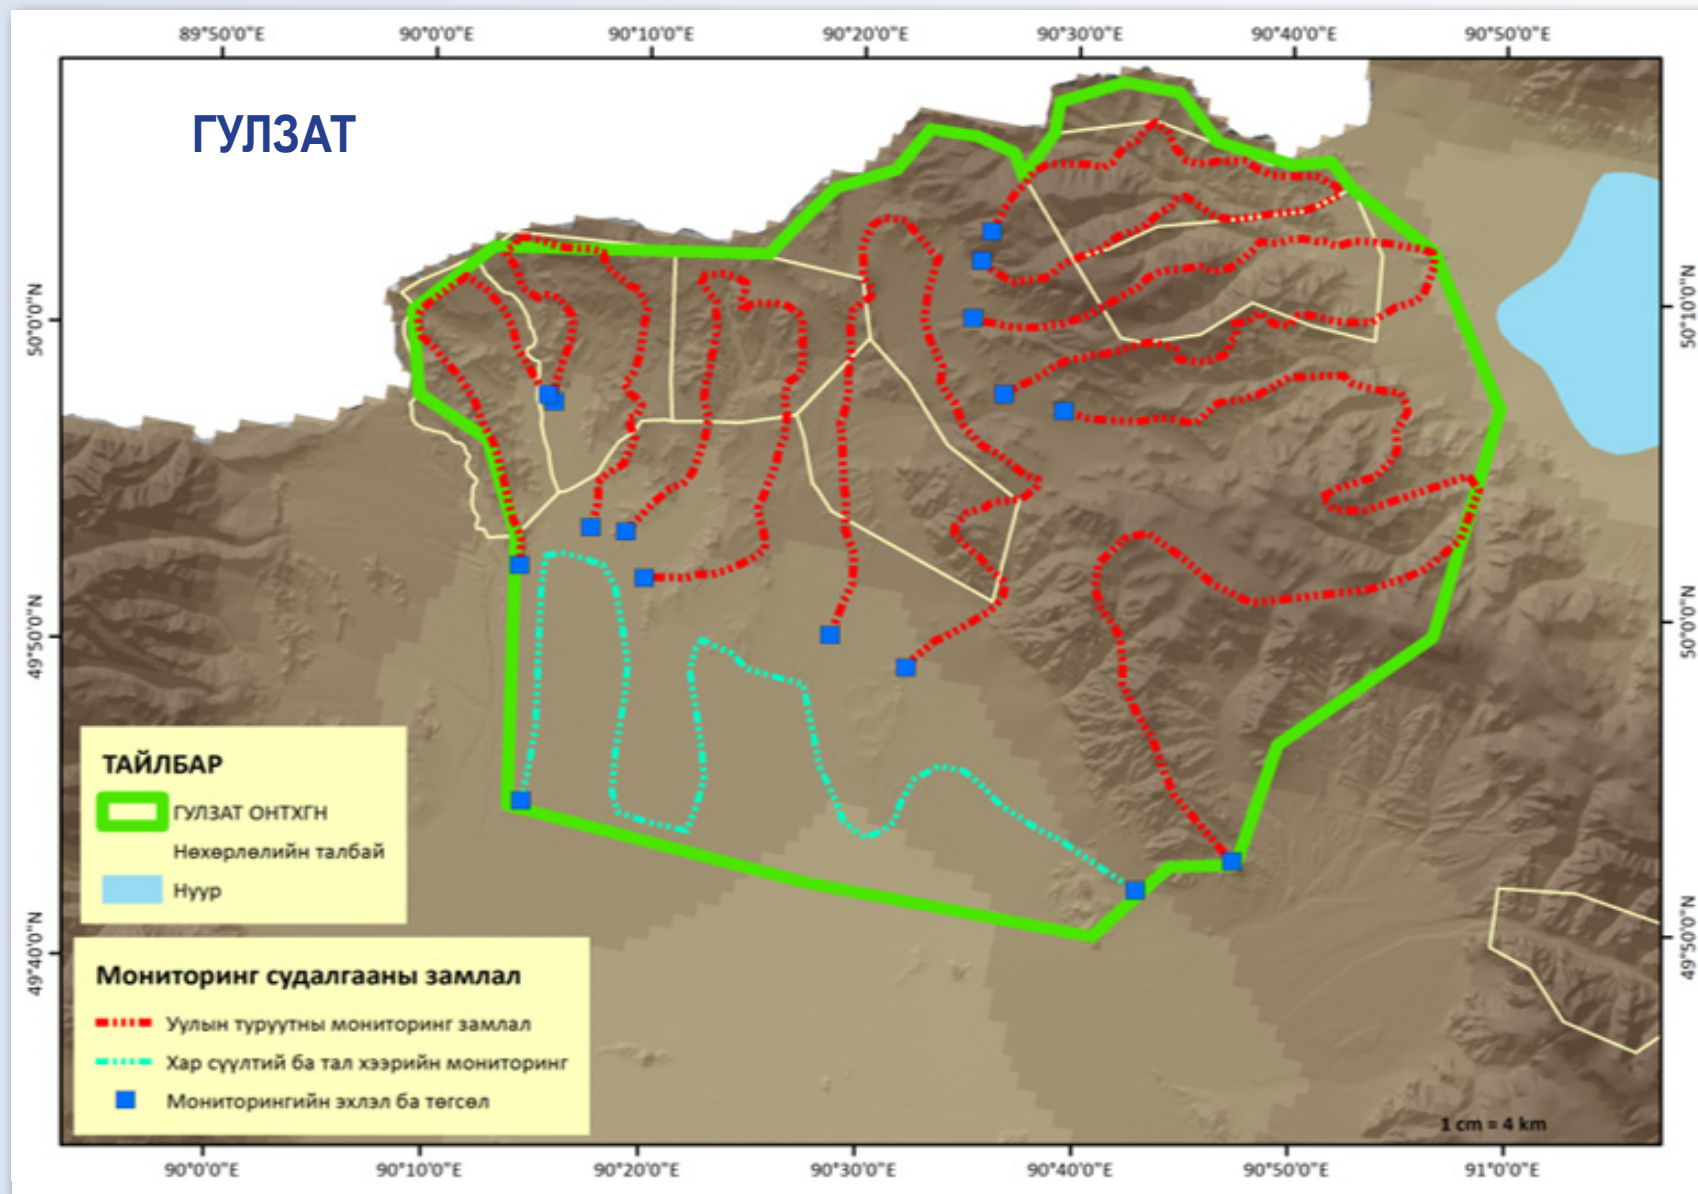 89°50'0"E 90°0'0"E 90°10'0"E 90°20'0"E 90°30'0"E 90°40'0"E 90°50'0"E
ГУЛЗАТ
50°0'0"N
49°50'0"N
49°40'0"N
50°10'0"N
50°0'0"N
49°50'0"N
ТАЙЛБАР
ГУЛЗАТ ОНТХГН
Нөхөрлөлийн талбай
Нуур
Мониторинг судалгааны замлал
Уулын туруутны мониторинг замлал
Хар сүүлтий ба тал хээрийн мониторинг
Мониторингийн эхлэл ба төгсөл
1 cm = 4 km
90°0'0"E 90°10'0"E 90°20'0"E 90°30'0"E 90°40'0"E 90°50'0"E 91°0'0"E